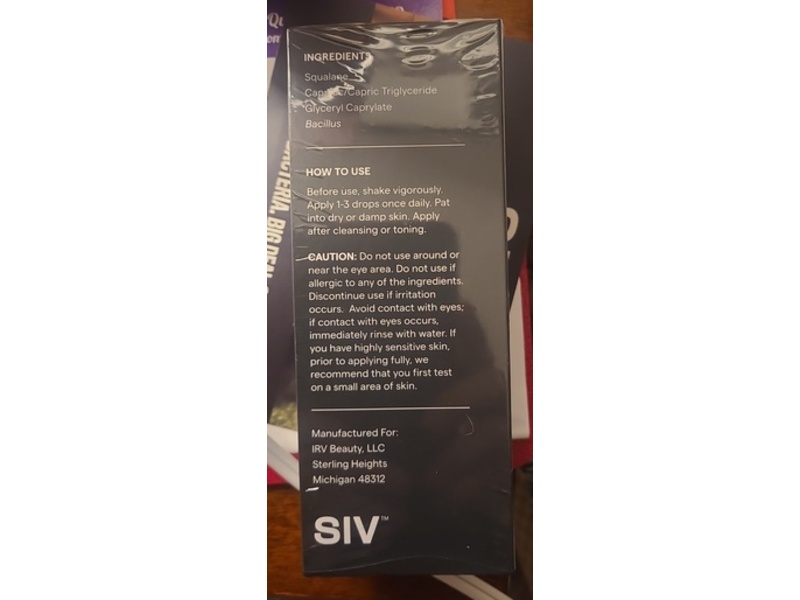 INGREDIENTS
Squalane
Caprylic/Capric Triglyceride
Glyceryl Caprylate
Bacillus
HOW TO USE
Before use, shake vigorously.
Apply 1-3 drops once daily. Pat
into dry or damp skin. Apply
after cleansing or toning.
CAUTION: Do not use around or
near the eye area. Do not use if
allergic to any of the ingredients.
Discontinue use if irritation
occurs. Avoid contact with eyes;
if contact with eyes occurs,
immediately rinse with water. If
you have highly sensitive skin,
prior to applying fully, we
recommend that you first test
on a small area of skin.
Manufactured For:
IRV Beauty, LLC
Sterling Heights
Michigan 48312
SIV™
BACTERIA. BIG DEAL